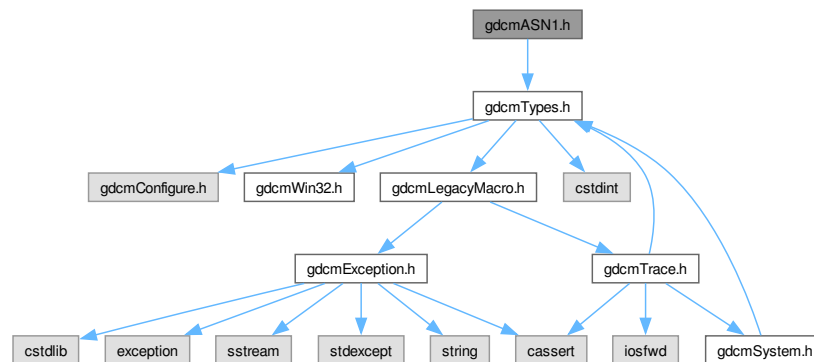 gdcmASN1.h
gdcmTypes.h
gdcmConfigure.h
gdcmWin32.h
gdcmLegacyMacro.h
cstdint
gdcmException.h
gdcmTrace.h
cstdlib
exception
sstream
stdexcept
string
cassert
iosfwd
gdcmSystem.h